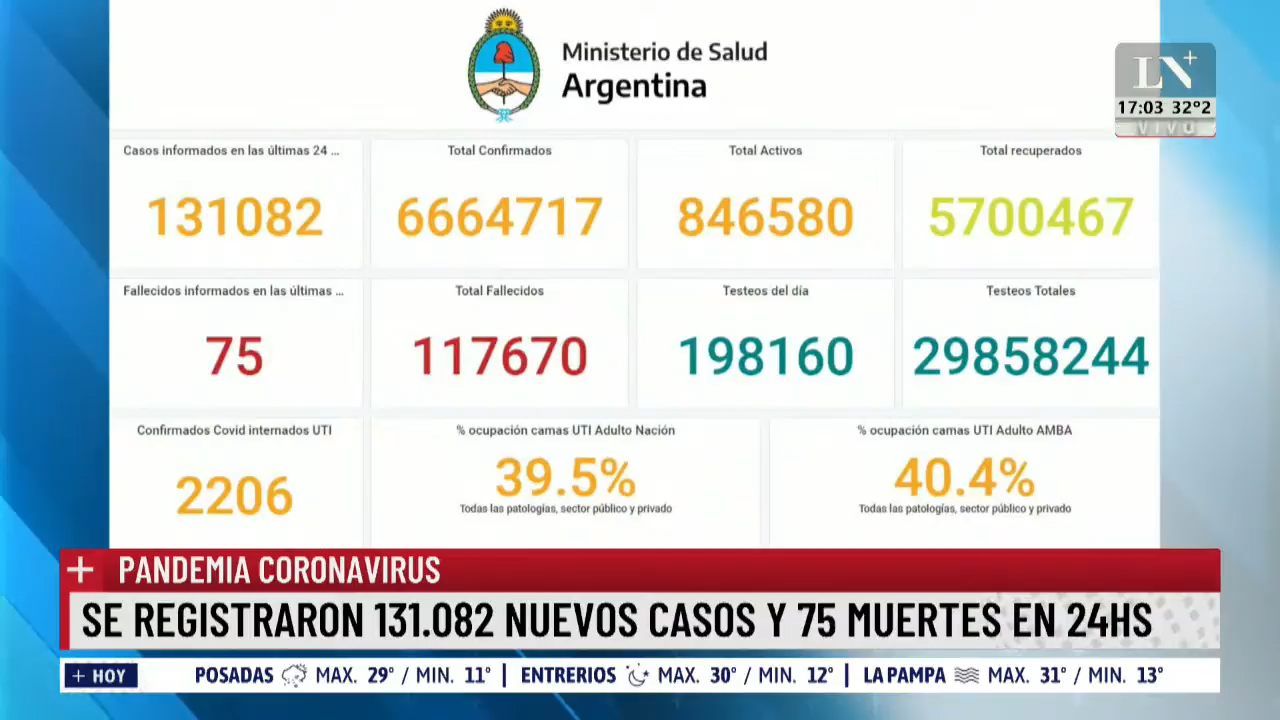 Ministerio de Salud
Argentina
LN+
17:03 32°2
VIVO
Casos informados en las últimas 24 ...
Total Confirmados
Total Activos
Total recuperados
131082
6664717
846580
5700467
Fallecidos informados en las últimas ...
Total Fallecidos
Testeos del día
Testeos Totales
75
117670
198160
29858244
Confirmados Covid internados UTI
% ocupación camas UTI Adulto Nación
% ocupación camas UTI Adulto AMBA
2206
39.5%
40.4%
Todas las patologías, sector público y privado
Todas las patologías, sector público y privado
+ PANDEMIA CORONAVIRUS
SE REGISTRARON 131.082 NUEVOS CASOS Y 75 MUERTES EN 24HS
+ HOY POSADAS MAX. 29° / MIN. 11° | ENTRERIOS MAX. 30° / MIN. 12° | LA PAMPA MAX. 31° / MIN. 13°